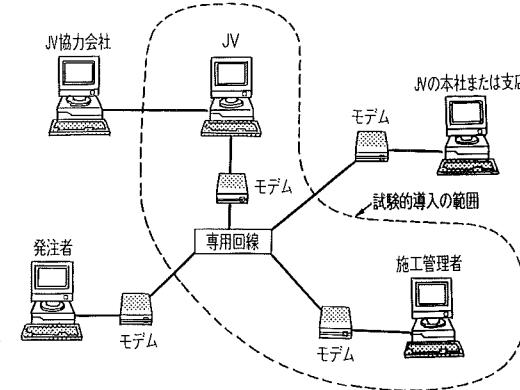 JV協力会社
JV
JVの本社または支店
モデム
モデム
試験的導入の範囲
専用回線
発注者
施工管理者
モデム
モデム